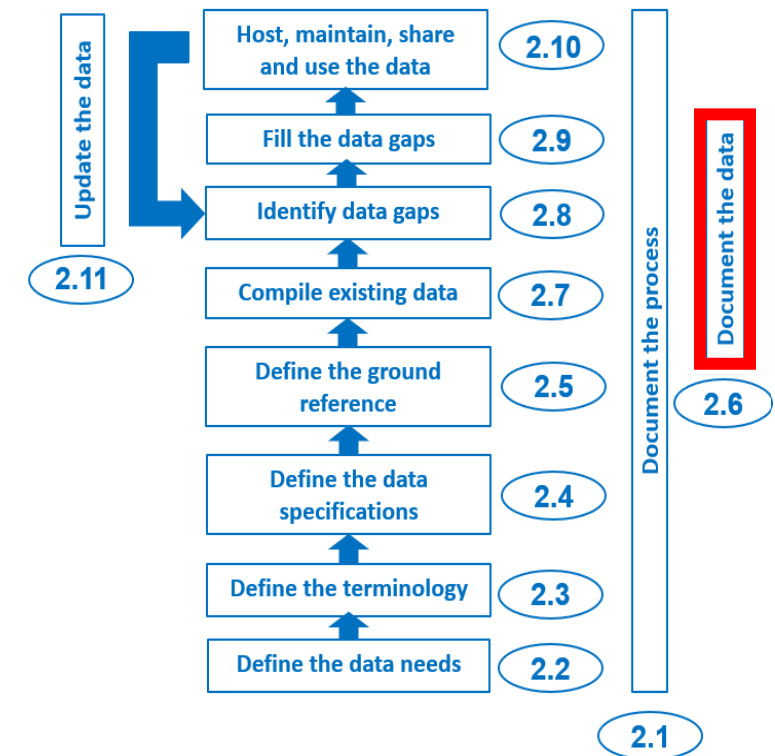 Host, maintain, share
and use the data
2.10
Fill the data gaps
2.9
Identify data gaps
2.8
Compile existing data
2.7
Define the ground
reference
2.5
Define the data
specifications
2.4
Define the terminology
2.3
Define the data needs
2.2
Update the data
2.11
Document the process
2.1
Document the data
2.6